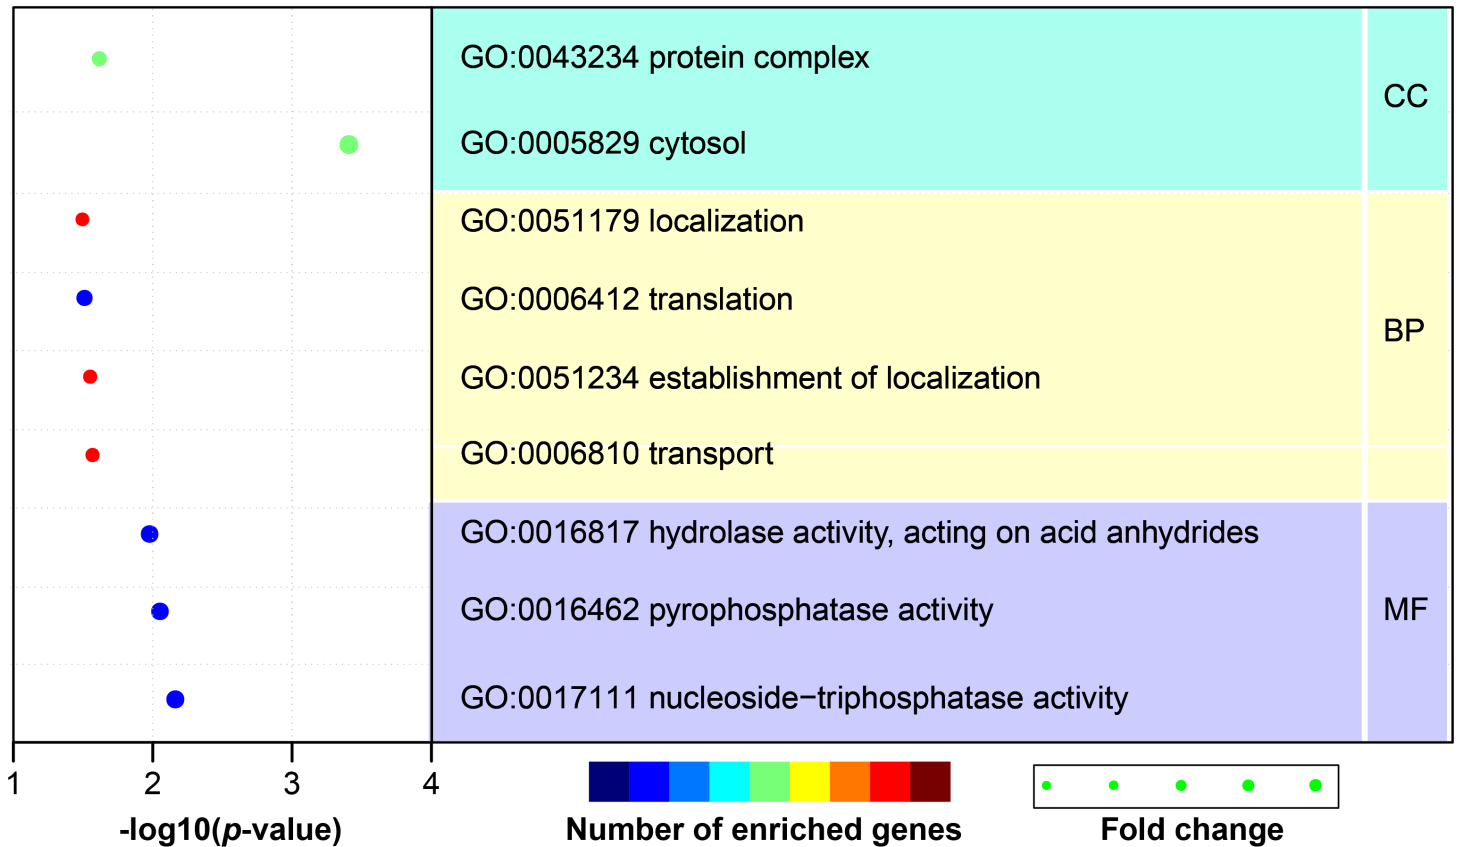 GO:0043234 protein complex
CC
GO:0005829 cytosol
GO:0051179 localization
GO:0006412 translation
BP
GO:0051234 establishment of localization
GO:0006810 transport
GO:0016817 hydrolase activity, acting on acid anhydrides
GO:0016462 pyrophosphatase activity
MF
GO:0017111 nucleoside−triphosphatase activity
1 2 3 4
-log10(p-value)
Number of enriched genes
Fold change